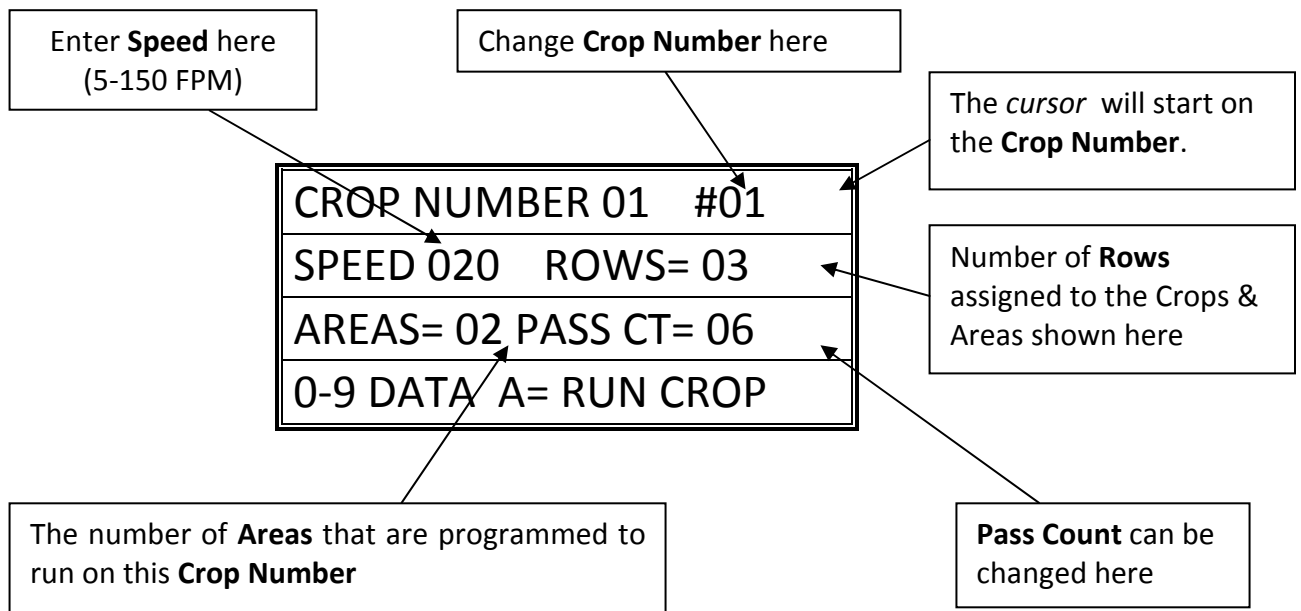 Enter Speed here
(5-150 FPM)
Change Crop Number here
The cursor will start on
the Crop Number.
CROP NUMBER 01 #01
SPEED 020 ROWS= 03
AREAS= 02 PASS CT= 06
0-9 DATA A= RUN CROP
Number of Rows
assigned to the Crops &
Areas shown here
The number of Areas that are programmed to
run on this Crop Number
Pass Count can be
changed here